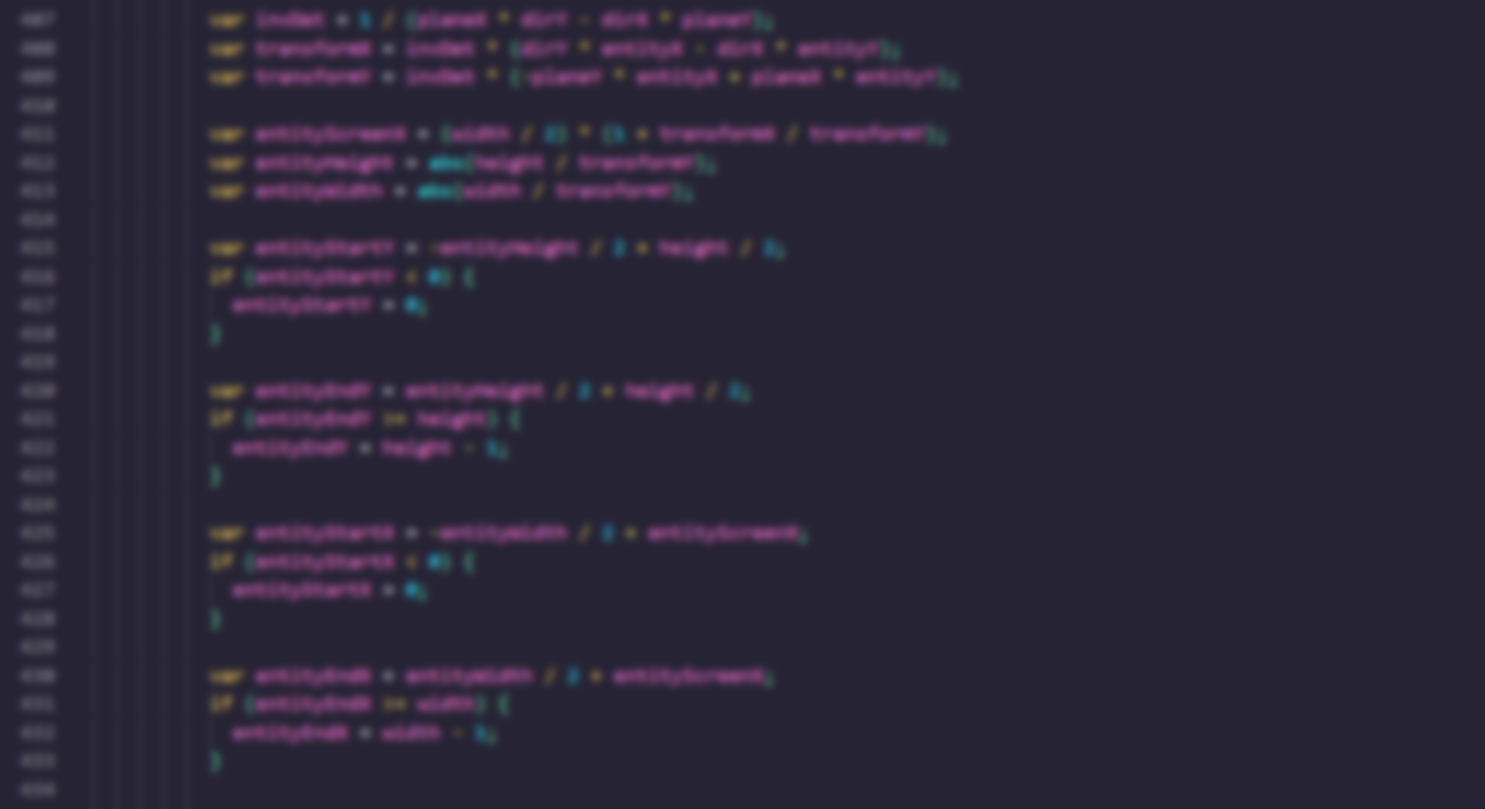 407 var invDet = 1 / (planeX * dirY - dirX * planeY);
408 var transformX = invDet * (dirY * entityX - dirX * entityY);
409 var transformY = invDet * (-planeY * entityX + planeX * entityY);
410
411 var entityScreenX = (width / 2) * (1 + transformX / transformY);
412 var entityHeight = abs(height / transformY);
413 var entityWidth = abs(width / transformY);
414
415 var entityStartY = -entityHeight / 2 + height / 2;
416 if (entityStartY < 0) {
417 entityStartY = 0;
418 }
419
420 var entityEndY = entityHeight / 2 + height / 2;
421 if (entityEndY >= height) {
422 entityEndY = height - 1;
423 }
424
425 var entityStartX = -entityWidth / 2 + entityScreenX;
426 if (entityStartX < 0) {
427 entityStartX = 0;
428 }
429
430 var entityEndX = entityWidth / 2 + entityScreenX;
431 if (entityEndX >= width) {
432 entityEndX = width - 1;
433 }
434